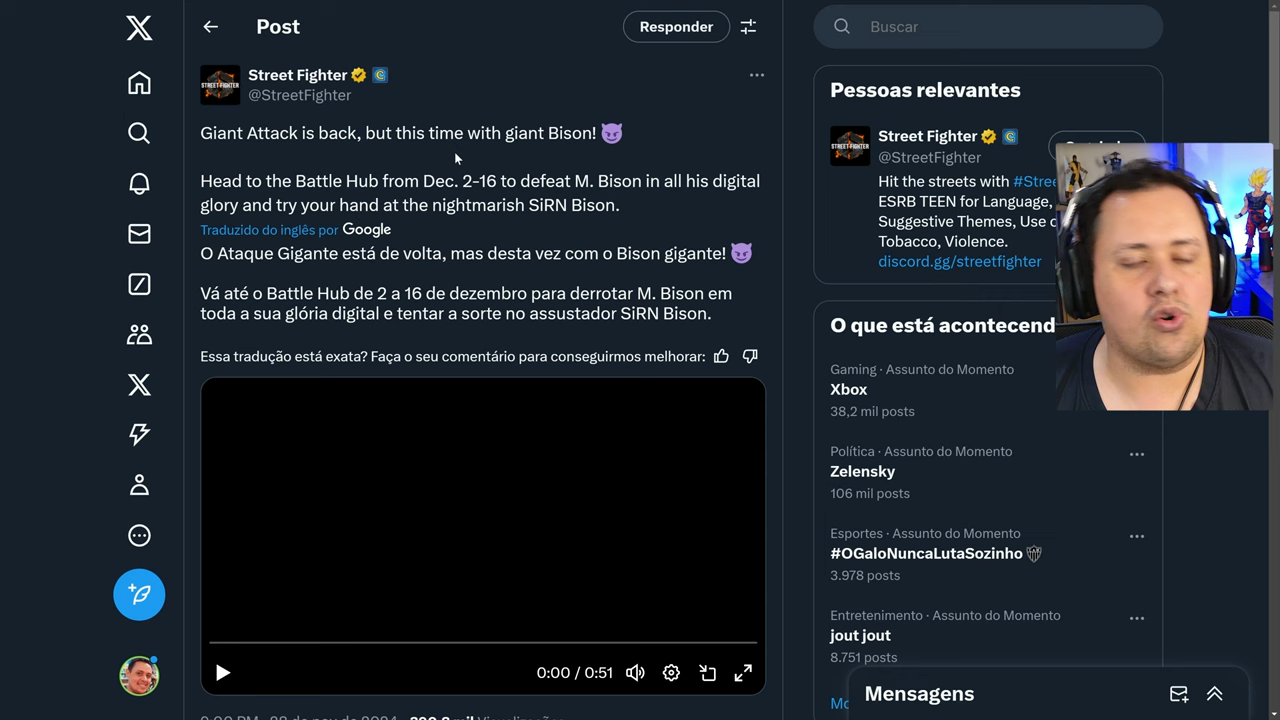 Post
Responder
Buscar
Street Fighter
@StreetFighter
Giant Attack is back, but this time with giant Bison! 😈
Head to the Battle Hub from Dec. 2-16 to defeat M. Bison in all his digital
glory and try your hand at the nightmarish SiRN Bison.
Traduzido do inglês por Google
O Ataque Gigante está de volta, mas desta vez com o Bison gigante! 😈
Vá até o Battle Hub de 2 a 16 de dezembro para derrotar M. Bison em
toda a sua glória digital e tentar a sorte no assustador SiRN Bison.
Essa tradução está exata? Faça o seu comentário para conseguirmos melhorar:
0:00 / 0:51
Pessoas relevantes
Street Fighter
@StreetFighter
Hit the streets with
ESRB TEEN for Language,
Suggestive Themes, Use
Tobacco, Violence.
discord.gg/streetfighter
O que está
Gaming · Assunto do Momento
Xbox
38,2 mil posts
Política · Assunto do Momento
Zelensky
106 mil posts
Esportes · Assunto do Momento
#OGaloNuncaLutaSozinho
3.978 posts
Entretenimento · Assunto do Momento
jout jout
8.751 posts
Mensagens